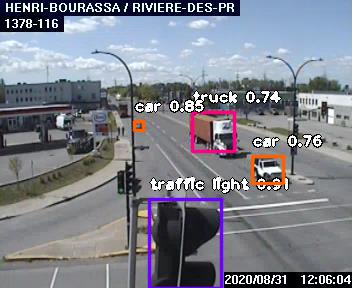 HENRI-BOURASSA / RIVIERE-DES-PR
1378-116
truck 0.74
car 0.85
car 0.76
traffic light 0.91
2020/08/31 12:06:04